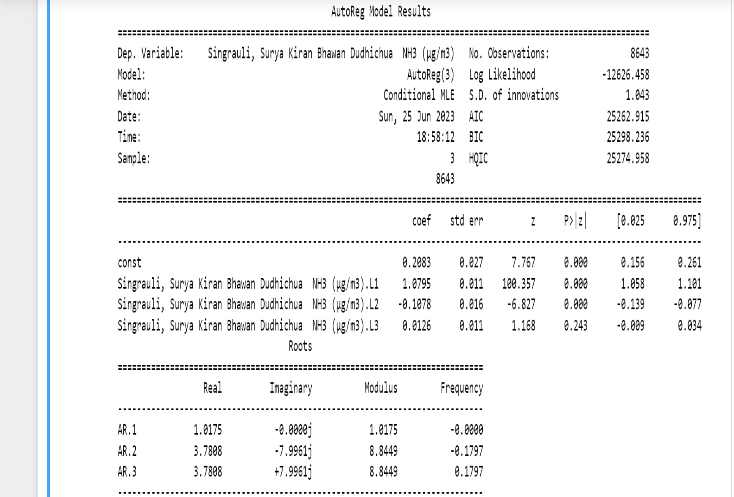 AutoReg Model Results
==============================================================================
Dep. Variable: Singrauli, Surya Kiran Bhawan Dudhichua NH3 (µg/m3) No. Observations: 8643
Model: AutoReg(3) Log Likelihood -12626.458
Method: Conditional MLE S.D. of innovations 1.043
Date: Sun, 25 Jun 2023 AIC 25262.915
Time: 18:58:12 BIC 25298.236
Sample: 3 HQIC 25274.958
8643
==============================================================================
coef std err z P>|z| [0.025 0.975]
------------------------------------------------------------------------------
const 0.2083 0.027 7.767 0.000 0.156 0.261
Singrauli, Surya Kiran Bhawan Dudhichua NH3 (µg/m3).L1 1.0795 0.011 100.357 0.000 1.058 1.101
Singrauli, Surya Kiran Bhawan Dudhichua NH3 (µg/m3).L2 -0.1078 0.016 -6.827 0.000 -0.139 -0.077
Singrauli, Surya Kiran Bhawan Dudhichua NH3 (µg/m3).L3 0.0126 0.011 1.168 0.243 -0.009 0.034
Roots
==============================================================================
Real Imaginary Modulus Frequency
------------------------------------------------------------------------------
AR.1 1.0175 -0.0000j 1.0175 -0.0000
AR.2 3.7808 -7.9961j 8.8449 -0.1797
AR.3 3.7808 +7.9961j 8.8449 0.1797
------------------------------------------------------------------------------